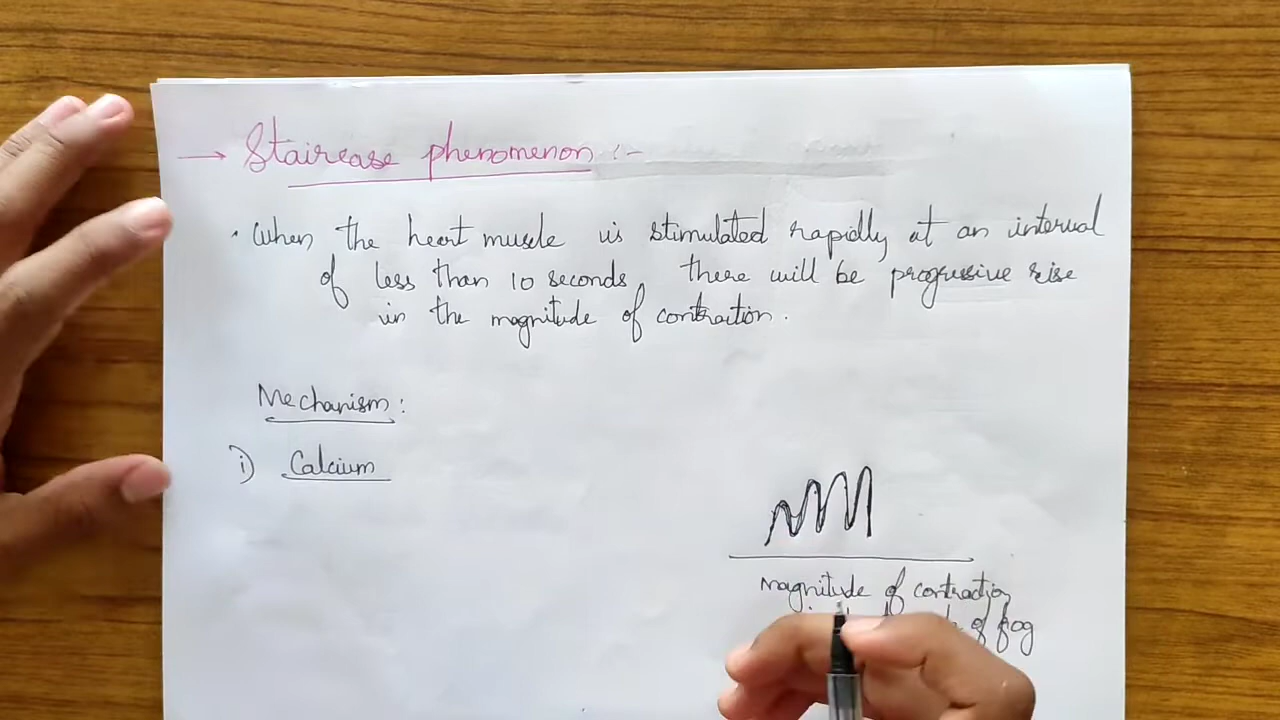 → Staircase phenomenon :-
• When the heart muscle is stimulated rapidly at an interval
of less than 10 seconds, there will be progressive rise
in the magnitude of contraction.
Mechanism:
i) Calcium
magnitude of contraction
of fog